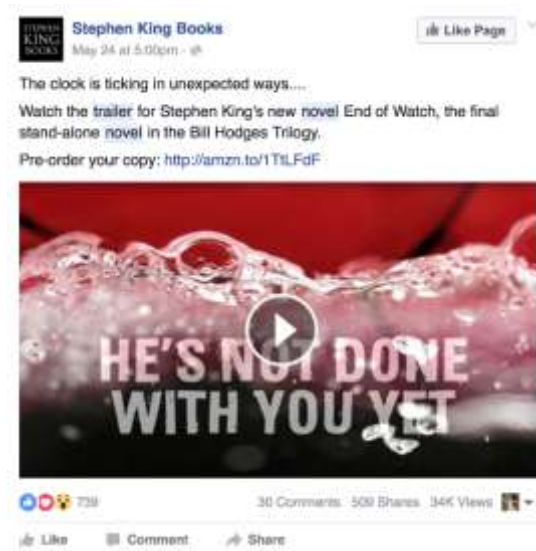 STEPHEN
KING
BOOKS
Stephen King Books
Like Page
May 24 at 5:00pm ·
The clock is ticking in unexpected ways....
Watch the trailer for Stephen King's new novel End of Watch, the final
stand-alone novel in the Bill Hodges Trilogy.
Pre-order your copy: http://amzn.to/1TtLFdF
HE'S NOT DONE
WITH YOU YET
739
30 Comments 509 Shares 34K Views
Like Comment Share